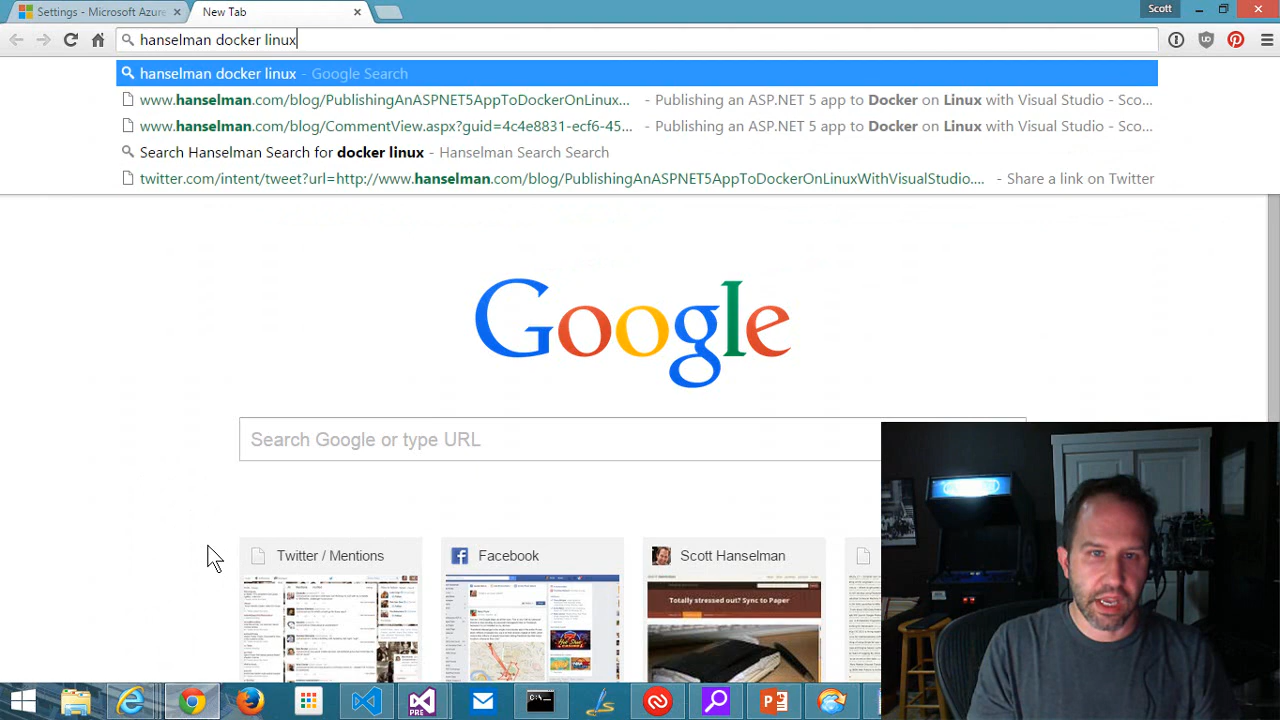 Settings - Microsoft Azure
New Tab
Scott
hanselman docker linux
hanselman docker linux - Google Search
www.hanselman.com/blog/PublishingAnASPNET5AppToDockerOnLinux... - Publishing an ASP.NET 5 app to Docker on Linux with Visual Studio - Sco...
www.hanselman.com/blog/CommentView.aspx?guid=4c4e8831-ecf6-45... - Publishing an ASP.NET 5 app to Docker on Linux with Visual Studio - Sco...
Search Hanselman Search for docker linux - Hanselman Search Search
twitter.com/intent/tweet?url=http://www.hanselman.com/blog/PublishingAnASPNET5AppToDockerOnLinuxWithVisualStudio.... - Share a link on Twitter
Google
Search Google or type URL
Twitter / Mentions
Facebook
Scott Hanselman
Totally stressed out? Sync to Paper
PRE